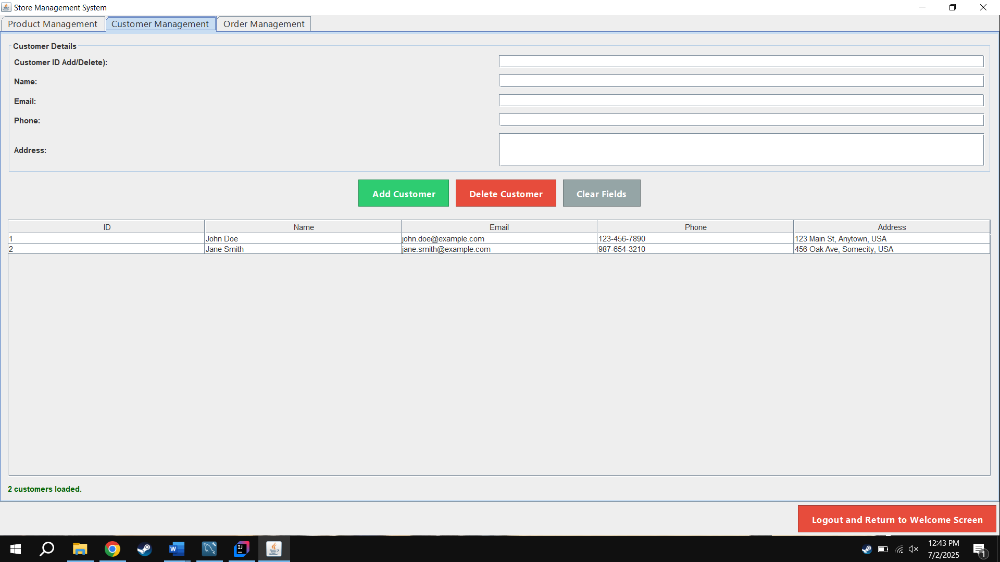 Store Management System
Product Management Customer Management Order Management
Customer Details
Customer ID Add/Delete):
Name:
Email:
Phone:
Address:
Add Customer Delete Customer Clear Fields
ID Name Email Phone Address
1 John Doe john.doe@example.com 123-456-7890 123 Main St, Anytown, USA
2 Jane Smith jane.smith@example.com 987-654-3210 456 Oak Ave, Somecity, USA
2 customers loaded.
Logout and Return to Welcome Screen
W IJ 12:43 PM
7/2/2025 1